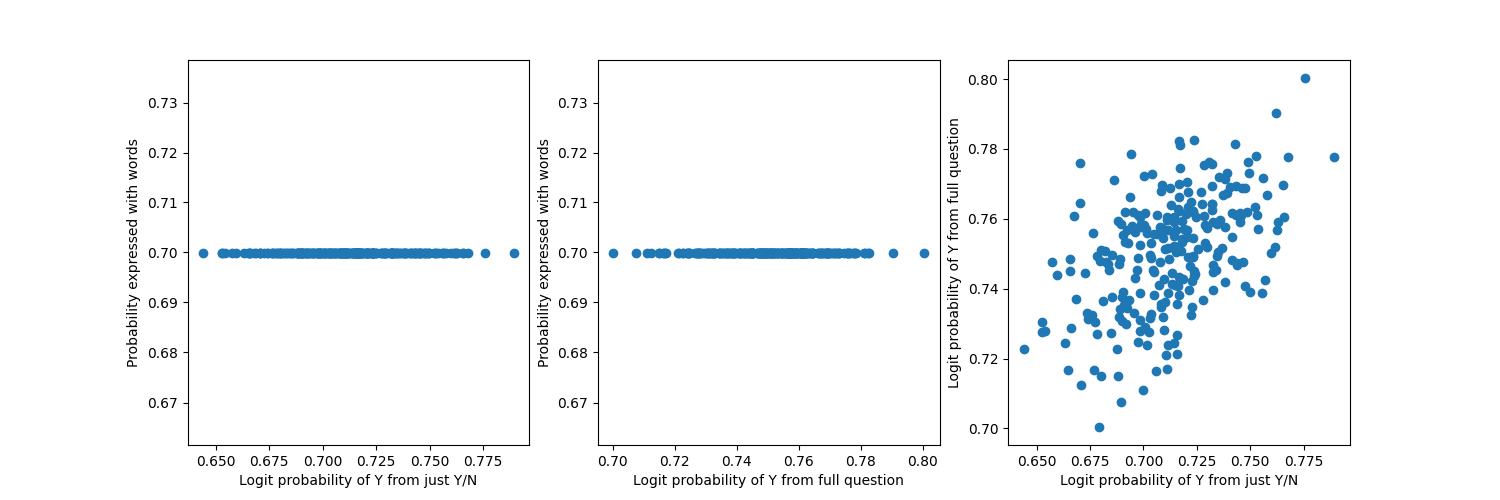 0.73
0.72
0.71
0.70
0.69
0.68
0.67
Probability expressed with words
0.650 0.675 0.700 0.725 0.750 0.775
Logit probability of Y from just Y/N
0.73
0.72
0.71
0.70
0.69
0.68
0.67
Probability expressed with words
0.70 0.72 0.74 0.76 0.78 0.80
Logit probability of Y from full question
0.80
0.78
0.76
0.74
0.72
0.70
Logit probability of Y from full question
0.650 0.675 0.700 0.725 0.750 0.775
Logit probability of Y from just Y/N